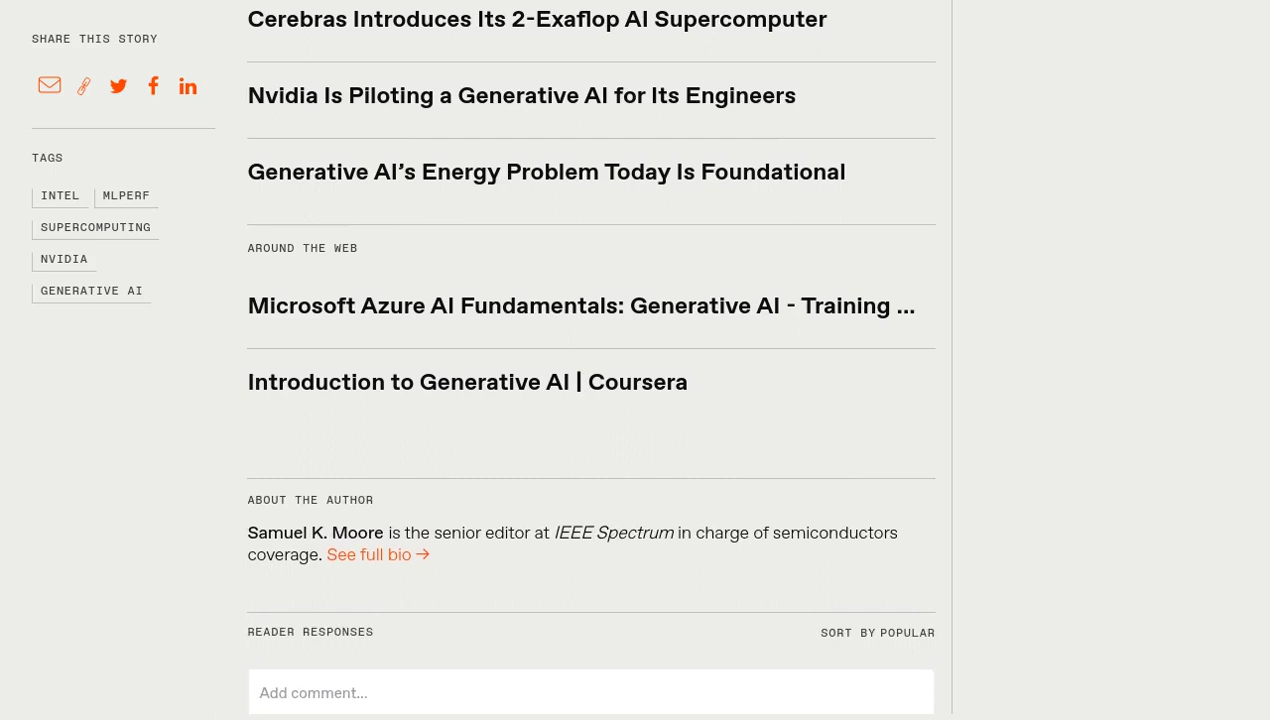 SHARE THIS STORY
TAGS
INTEL
MLPERF
SUPERCOMPUTING
NVIDIA
GENERATIVE AI
Cerebras Introduces Its 2-Exaflop AI Supercomputer
Nvidia Is Piloting a Generative AI for Its Engineers
Generative AI’s Energy Problem Today Is Foundational
AROUND THE WEB
Microsoft Azure AI Fundamentals: Generative AI - Training ...
Introduction to Generative AI | Coursera
ABOUT THE AUTHOR
Samuel K. Moore is the senior editor at IEEE Spectrum in charge of semiconductors
coverage. See full bio →
READER RESPONSES
SORT BY POPULAR
Add comment...